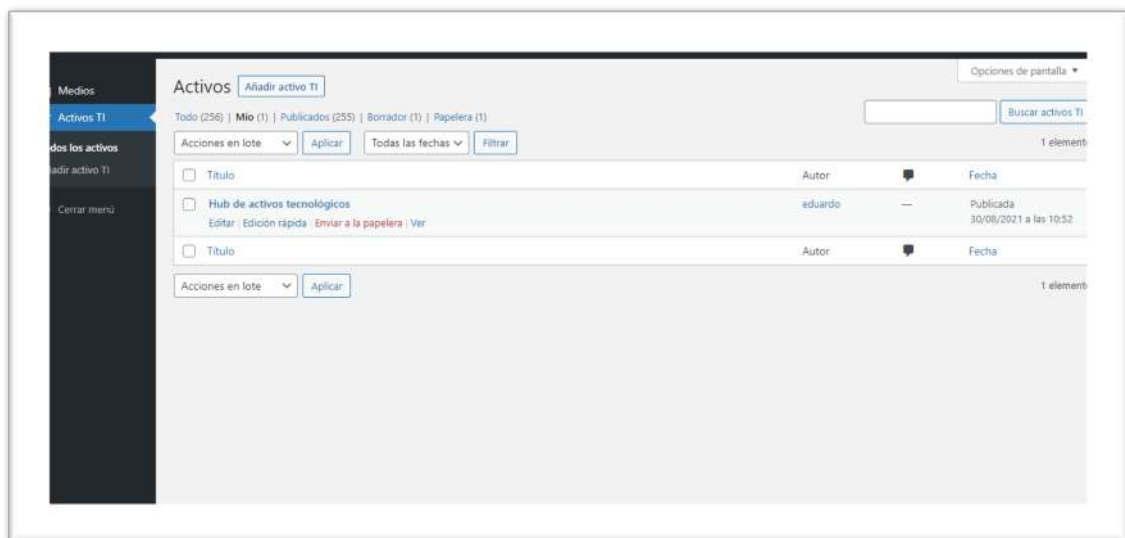 Medios
Activos TI
dos los activos
adir activo TI
Cerrar menú
Opciones de pantalla
Activos Añadir activo TI
Todo (256) | Mío (1) | Publicados (255) | Borrador (1) | Papelera (1)
Buscar activos TI
Acciones en lote Aplicar Todas las fechas Filtrar
1 element
Título Autor Fecha
Hub de activos tecnológicos eduardo — Publicada
Editar | Edición rápida | Enviar a la papelera | Ver 30/08/2021 a las 10:52
Título Autor Fecha
Acciones en lote Aplicar
1 element